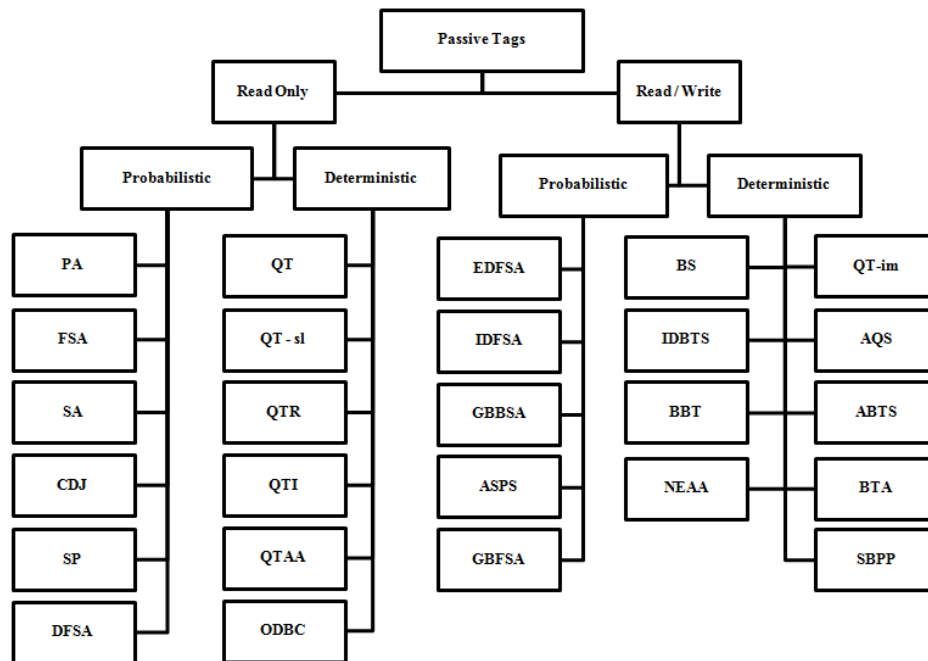 Passive Tags
Read Only
Read / Write
Probabilistic
Deterministic
Probabilistic
Deterministic
PA
FSA
SA
CDJ
SP
DFSA
QT
QT - sl
QTR
QTI
QTAA
ODBC
EDFSA
IDFSA
GBBSA
ASPS
GBFSA
BS
IDBTS
BBT
NEAA
QT-im
AQS
ABTS
BTA
SBPP